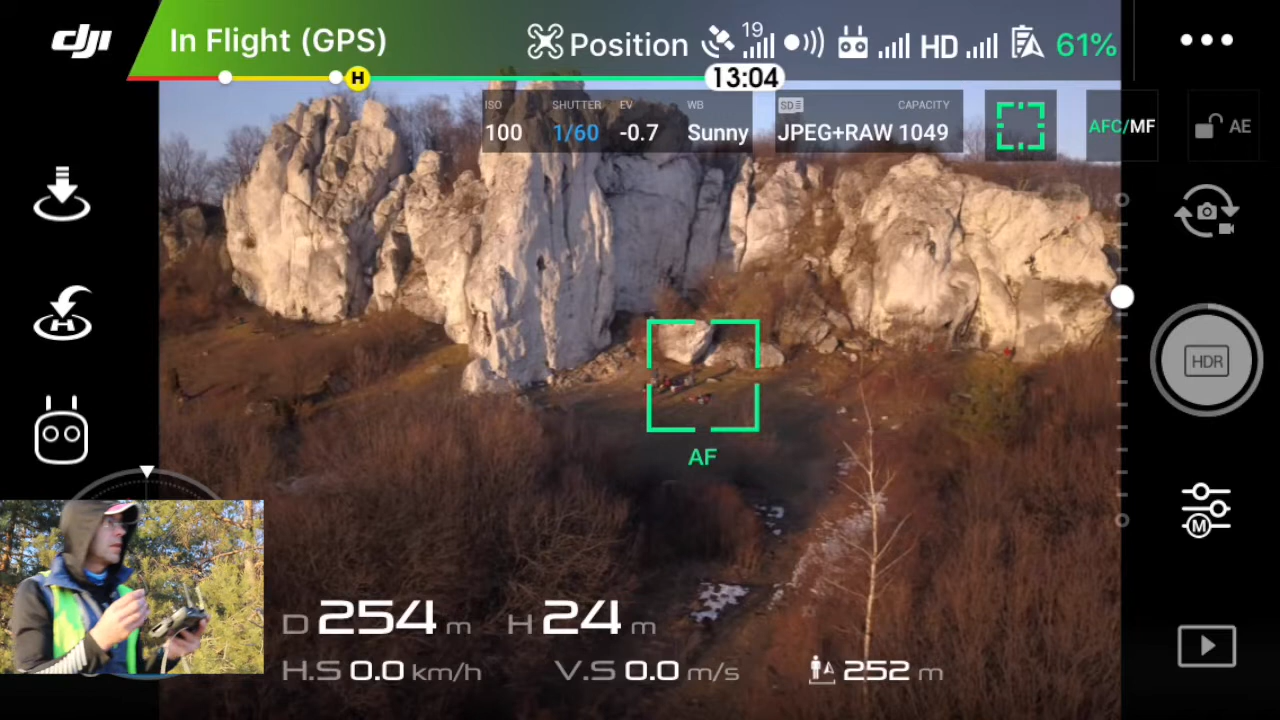 dji In Flight (GPS) Position 19 HD 61%
H 13:04
ISO SHUTTER EV WB SD CAPACITY
100 1/60 -0.7 Sunny JPEG+RAW 1049 AFC/MF AE
H
HDR
AF
M
D 254 m H 24 m
H.S 0.0 km/h V.S 0.0 m/s 252 m